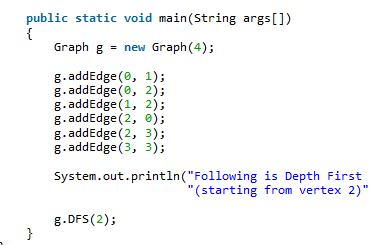 public static void main(String args[])
{
Graph g = new Graph(4);
g.addEdge(0, 1);
g.addEdge(0, 2);
g.addEdge(1, 2);
g.addEdge(2, 0);
g.addEdge(2, 3);
g.addEdge(3, 3);
System.out.println("Following is Depth First
"(starting from vertex 2)"
g.DFS(2);
}